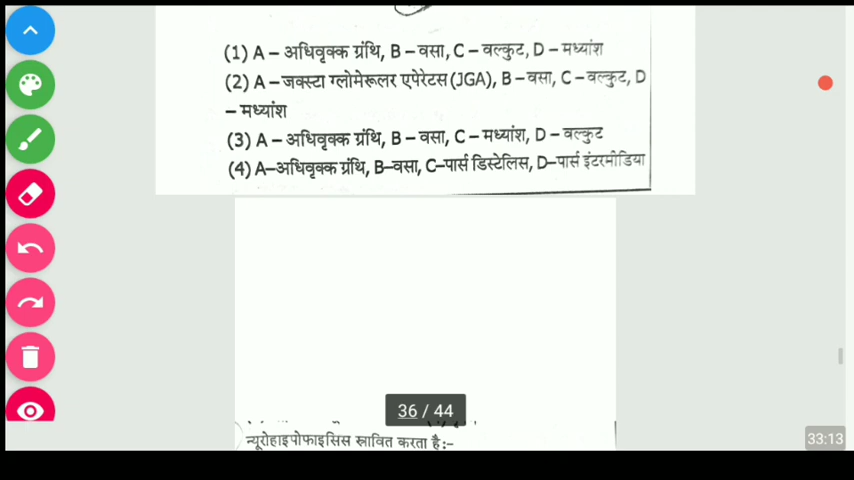 (1) A – अधिवृक्क ग्रंथि, B – वसा, C – वल्कुट, D – मध्यांश
(2) A – जक्स्टा ग्लोमेरूलर एपेरेटस (JGA), B – वसा, C – वल्कुट, D
– मध्यांश
(3) A – अधिवृक्क ग्रंथि, B – वसा, C – मध्यांश, D – वल्कुट
(4) A–अधिवृक्क ग्रंथि, B–वसा, C–पार्स डिस्टेलिस, D–पार्स इंटरमीडिया
36 / 44
न्यूरोहाइपोफाइसिस स्रावित करता है:-
33:13